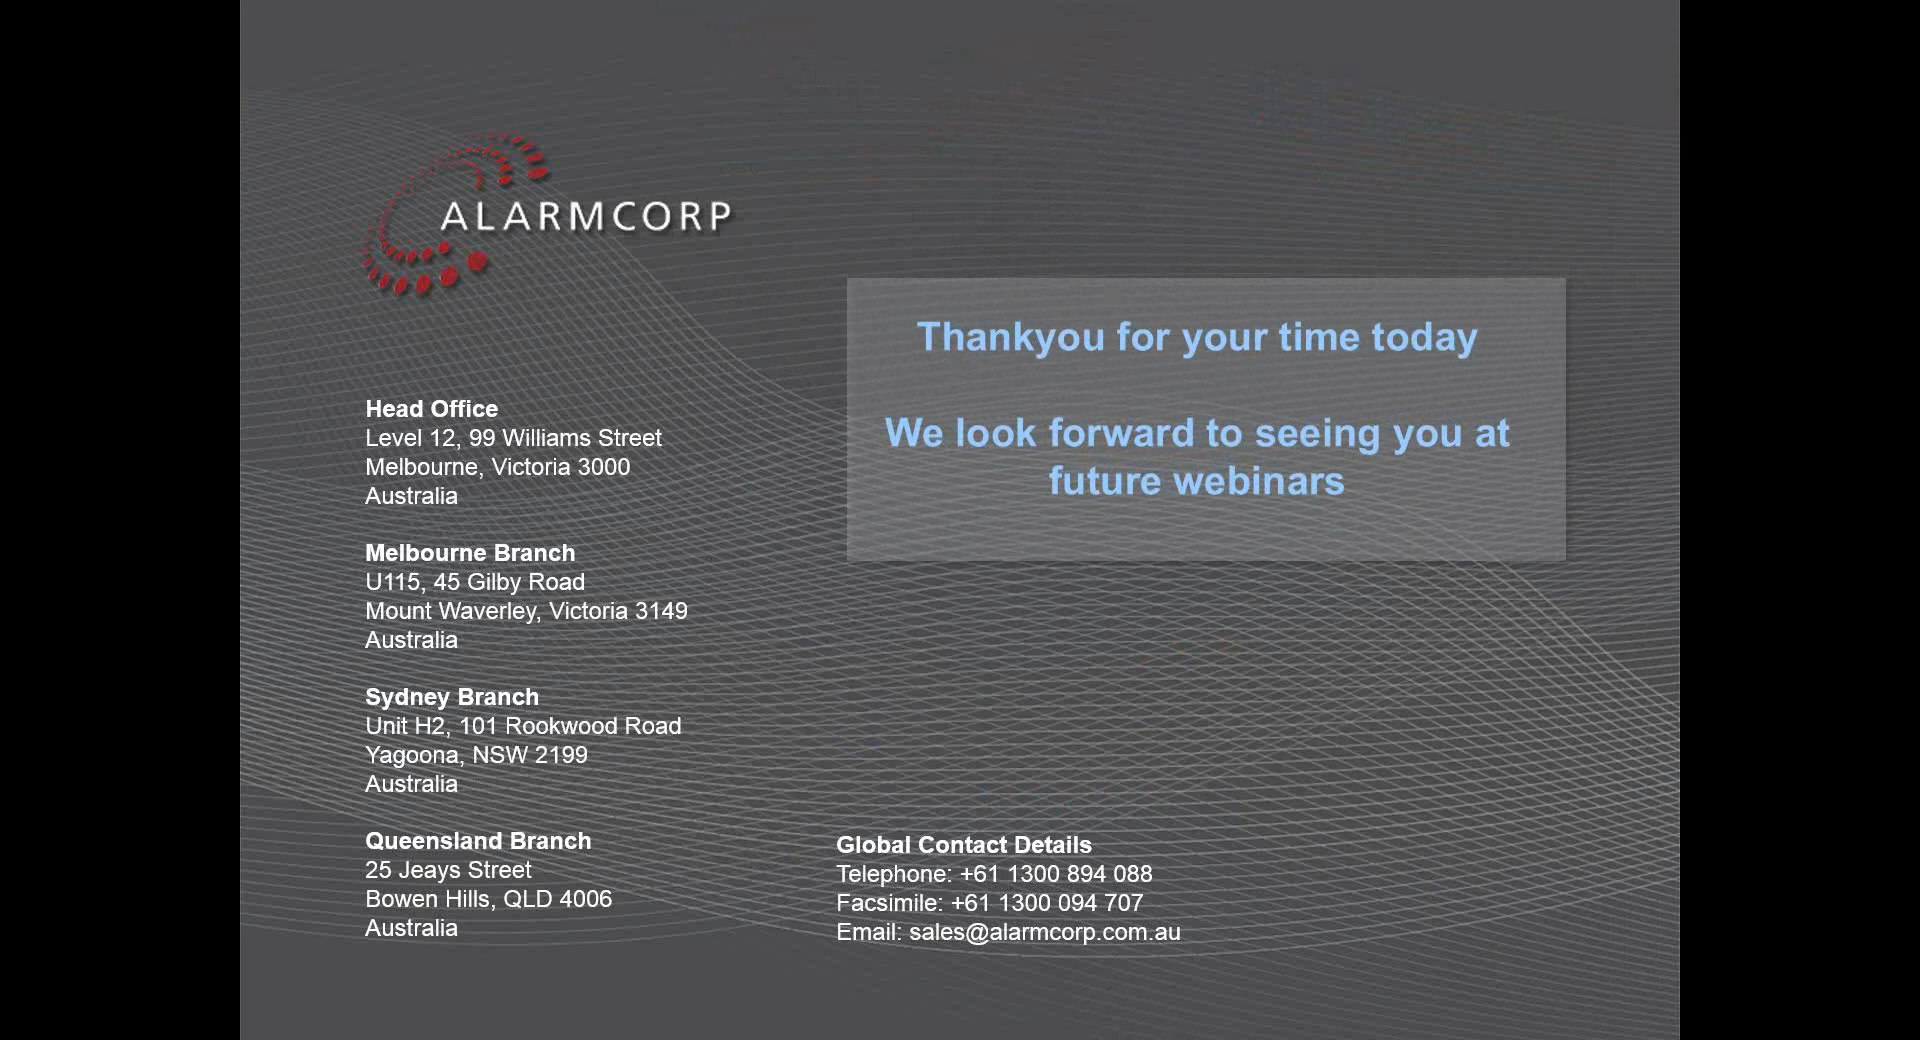 ALARMCORP
Thankyou for your time today
We look forward to seeing you at
future webinars
Head Office
Level 12, 99 Williams Street
Melbourne, Victoria 3000
Australia
Melbourne Branch
U115, 45 Gilby Road
Mount Waverley, Victoria 3149
Australia
Sydney Branch
Unit H2, 101 Rookwood Road
Yagoona, NSW 2199
Australia
Queensland Branch
25 Jeays Street
Bowen Hills, QLD 4006
Australia
Global Contact Details
Telephone: +61 1300 894 088
Facsimile: +61 1300 094 707
Email: sales@alarmcorp.com.au